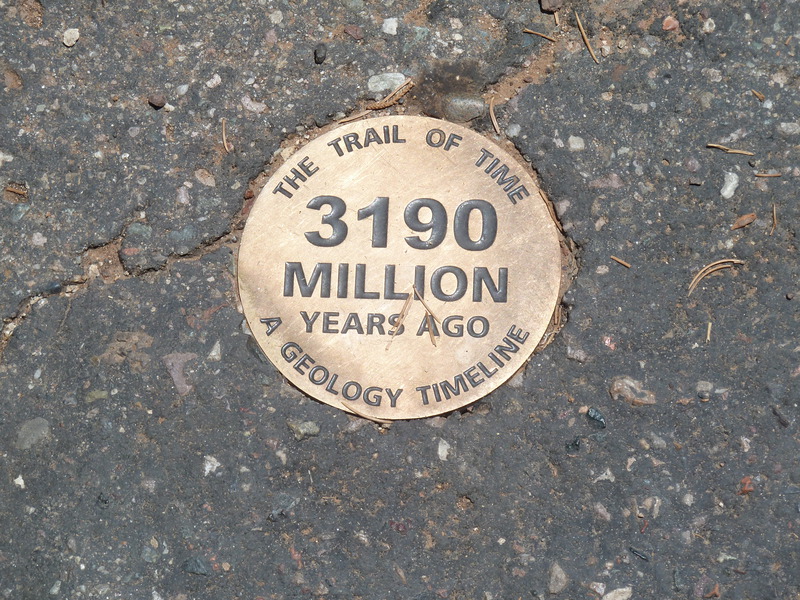 THE TRAIL OF TIME
3190
MILLION
YEARS AGO
A GEOLOGY TIMELINE